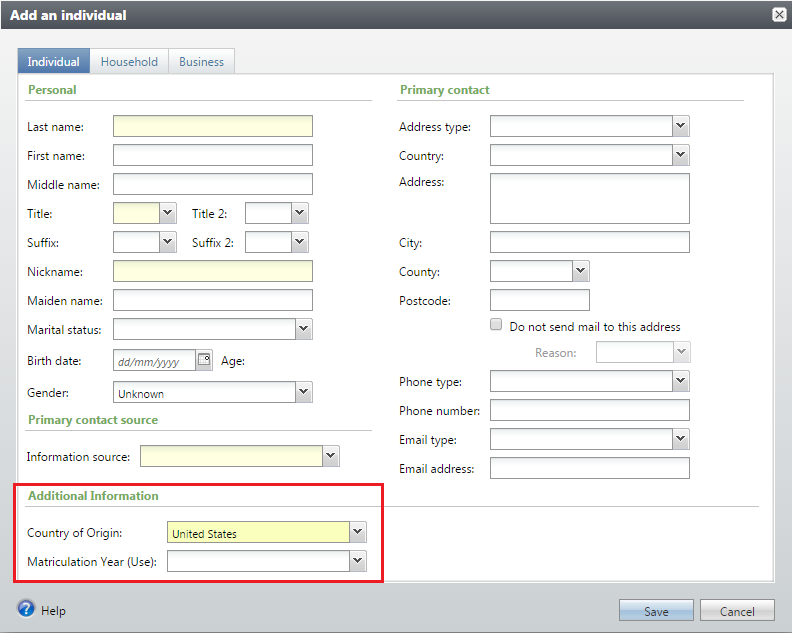 Add an individual
Individual Household Business
Personal
Last name:
First name:
Middle name:
Title: Title 2:
Suffix: Suffix 2:
Nickname:
Maiden name:
Marital status:
Birth date: dd/mm/yyyy Age:
Gender: Unknown
Primary contact source
Information source:
Primary contact
Address type:
Country:
Address:
City:
County:
Postcode:
Do not send mail to this address
Reason:
Phone type:
Phone number:
Email type:
Email address:
Additional Information
Country of Origin: United States
Matriculation Year (Use):
? Help
Save Cancel